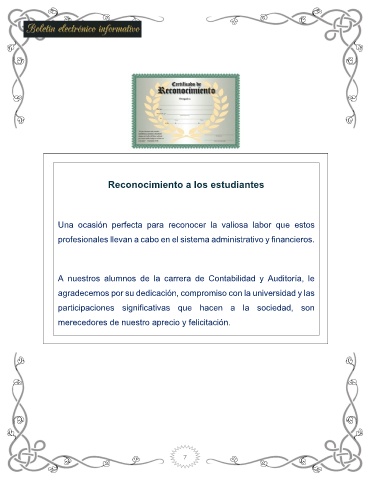 Boletín electrónico informativo
Certificado de
Reconocimiento
Reconocimiento a los estudiantes
Una ocasión perfecta para reconocer la valiosa labor que estos
profesionales llevan a cabo en el sistema administrativo y financieros.
A nuestros alumnos de la carrera de Contabilidad y Auditoría, le
agradecemos por su dedicación, compromiso con la universidad y las
participaciones significativas que hacen a la sociedad, son
merecedores de nuestro aprecio y felicitación.
7